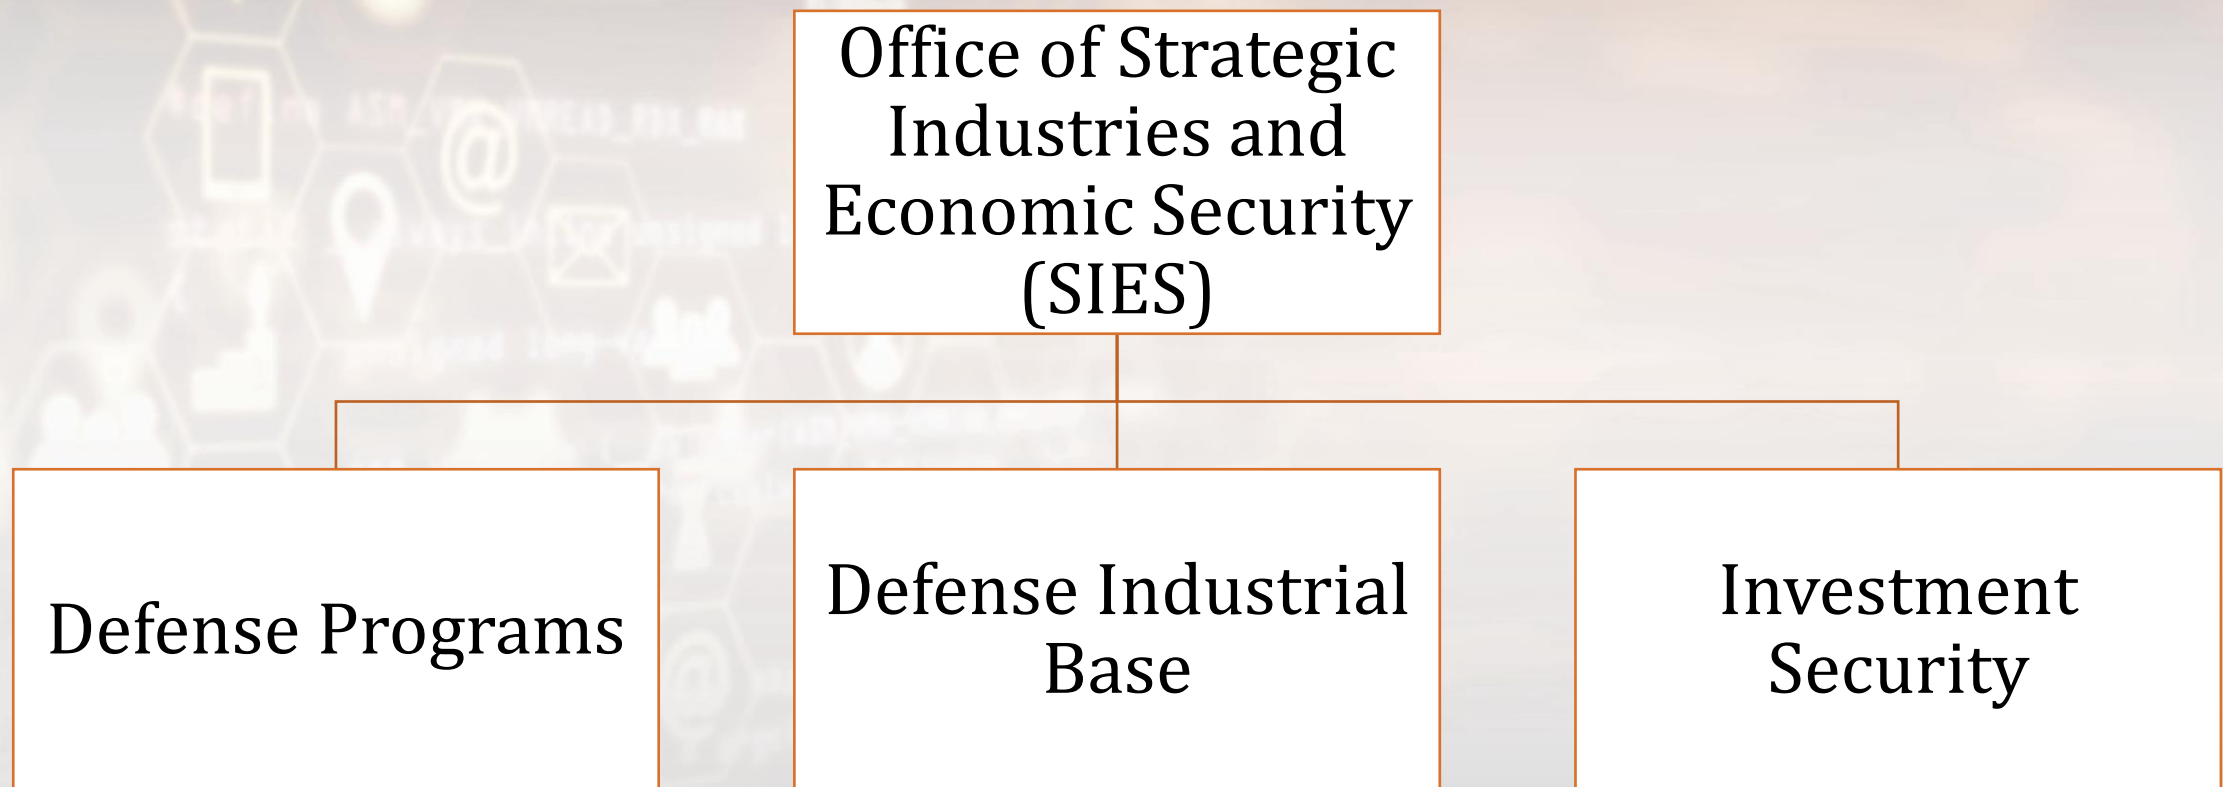 Office of Strategic
Industries and
Economic Security
(SIES)
Defense Programs
Defense Industrial
Base
Investment
Security